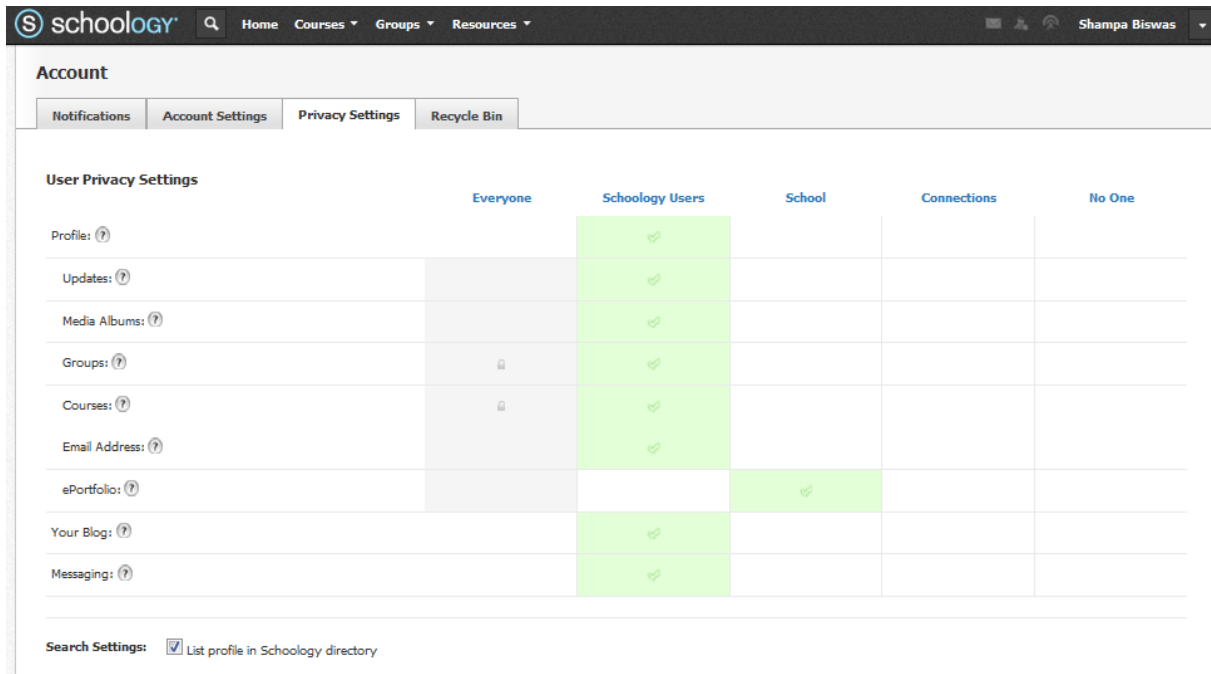 S schoology Home Courses Groups Resources Shampa Biswas
Account
Notifications Account Settings Privacy Settings Recycle Bin
User Privacy Settings
Everyone Schoology Users School Connections No One
Profile: ?
Updates: ?
Media Albums: ?
Groups: ?
Courses: ?
Email Address: ?
ePortfolio: ?
Your Blog: ?
Messaging: ?
Search Settings: List profile in Schoology directory